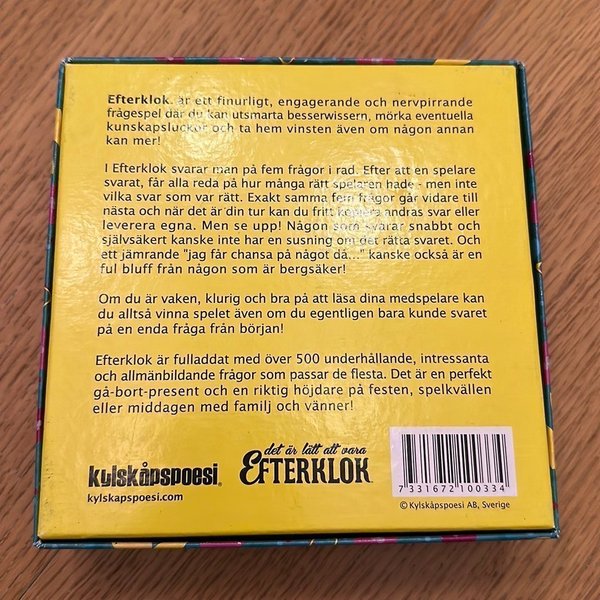 Efterklok. är ett finurligt, engagerande och nervpirrande
frågespel där du kan utsmarta besserwissern, mörka eventuella
kunskapsluckor och ta hem vinsten även om någon annan
kan mer!
I Efterklok svarar man på fem frågor i rad. Efter att en spelare
svarat, får alla reda på hur många rätt spelaren hade - men inte
vilka svar som var rätt. Exakt samma fem frågor går vidare till
nästa och när det är din tur kan du fritt kopiera andras svar eller
leverera egna. Men se upp! Någon som svarar snabbt och
självsäkert kanske inte har en susning om det rätta svaret. Och
ett jämrande "jag får chansa på något då..." kanske också är en
ful bluff från någon som är bergsäker!
Om du är vaken, klurig och bra på att läsa dina medspelare kan
du alltså vinna spelet även om du egentligen bara kunde svaret
på en enda fråga från början!
Efterklok är fulladdat med över 500 underhållande, intressanta
och allmänbildande frågor som passar de flesta. Det är en perfekt
gå-bort-present och en riktig höjdare på festen, spelkvällen
eller middagen med familj och vänner!
kylskåpspoesi®
kylskapspoesi.com
det är lätt att vara
EFTERKLOK
7 331672 100334
© Kylskåpspoesi AB, Sverige